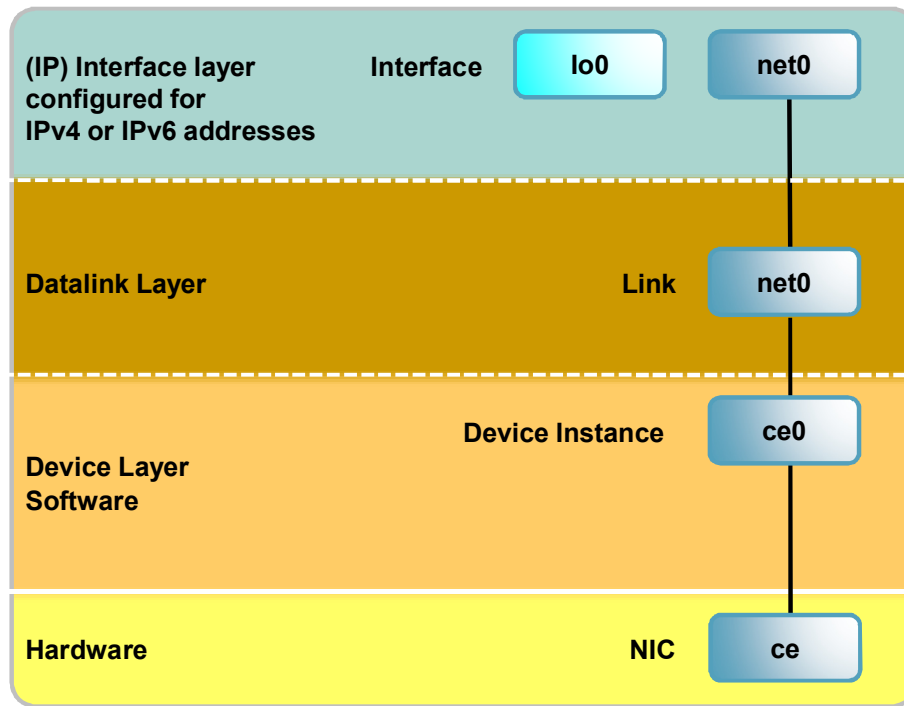 (IP) Interface layer
configured for
IPv4 or IPv6 addresses
Interface
lo0
net0
Datalink Layer
Link
net0
Device Instance
ce0
Device Layer
Software
Hardware
NIC
ce